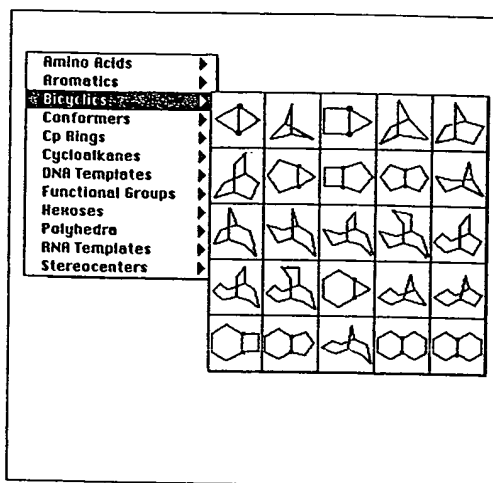 Amino Acids
Aromatics
Bicyclics
Conformers
Cp Rings
Cycloalkanes
DNA Templates
Functional Groups
Hexoses
Polyhedra
RNA Templates
Stereocenters